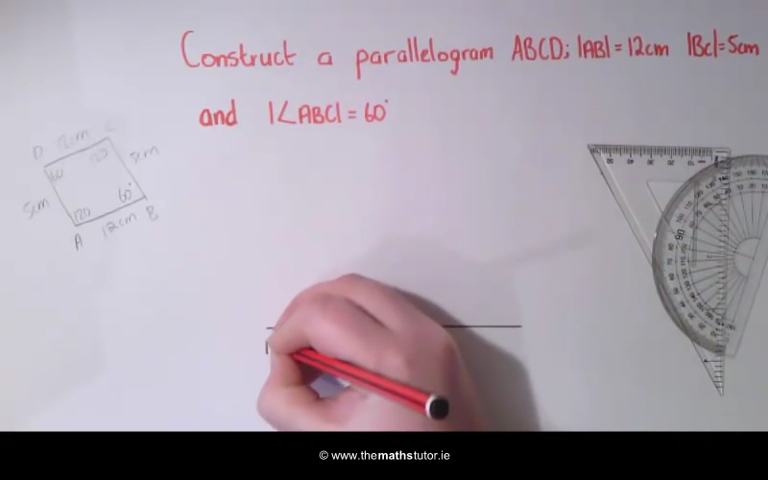 Construct a parallelogram ABCD; |AB| = 12cm |BC| = 5cm
and |∠ABC| = 60°
D 12cm C
60 120 5cm
5cm 120 60°
A 12cm B
© www.themathstutor.ie